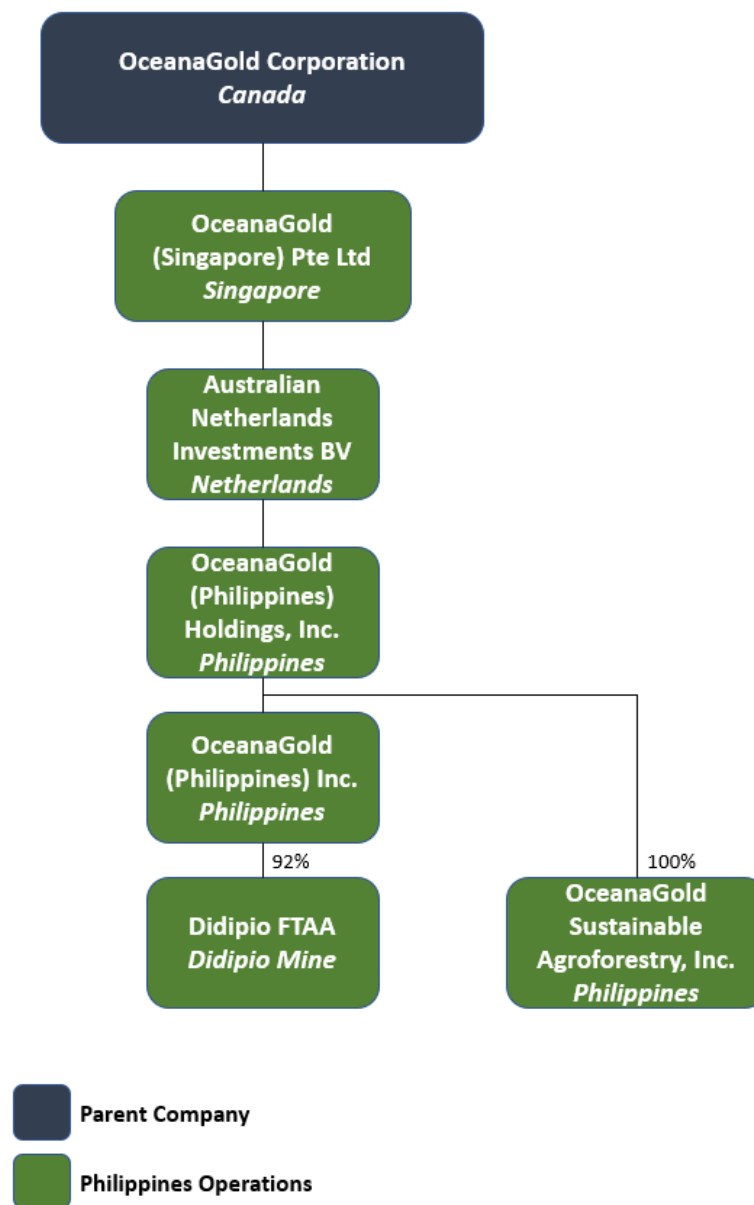 OceanaGold Corporation
Canada
OceanaGold
(Singapore) Pte Ltd
Singapore
Australian
Netherlands
Investments BV
Netherlands
OceanaGold
(Philippines)
Holdings, Inc.
Philippines
OceanaGold
(Philippines) Inc.
Philippines
92%
100%
Didipio FTAA
Didipio Mine
OceanaGold
Sustainable
Agroforestry, Inc.
Philippines
Parent Company
Philippines Operations